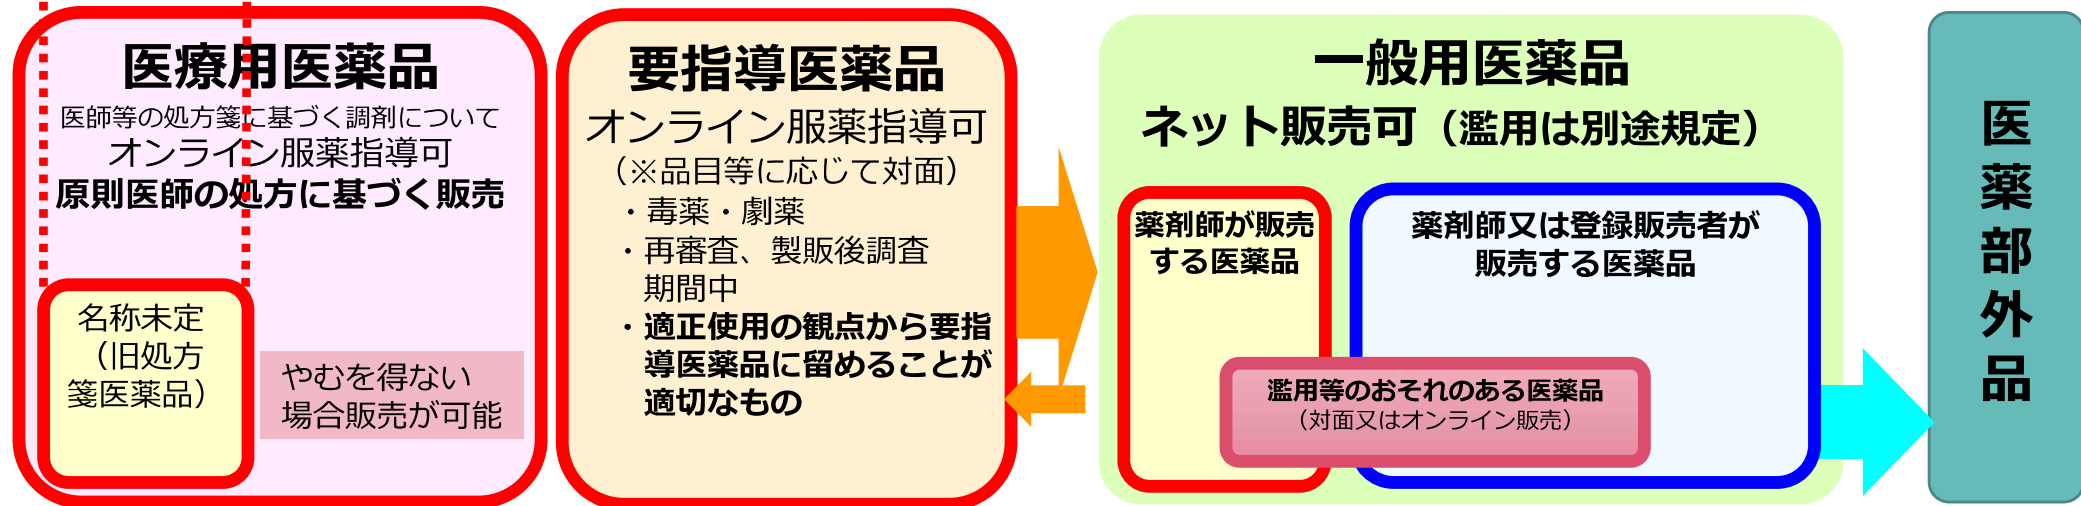 医療用医薬品
医師等の処方箋に基づく調剤について
オンライン服薬指導可
原則医師の処方に基づく販売
名称未定
（旧処方
箋医薬品）
やむを得ない
場合販売が可能
要指導医薬品
オンライン服薬指導可
（※品目等に応じて対面）
・毒薬・劇薬
・再審査、製販後調査
期間中
・適正使用の観点から要指
導医薬品に留めることが
適切なもの
一般用医薬品
ネット販売可（濫用は別途規定）
薬剤師が販売
する医薬品
薬剤師又は登録販売者が
販売する医薬品
濫用等のおそれのある医薬品
（対面又はオンライン販売）
医薬部外品